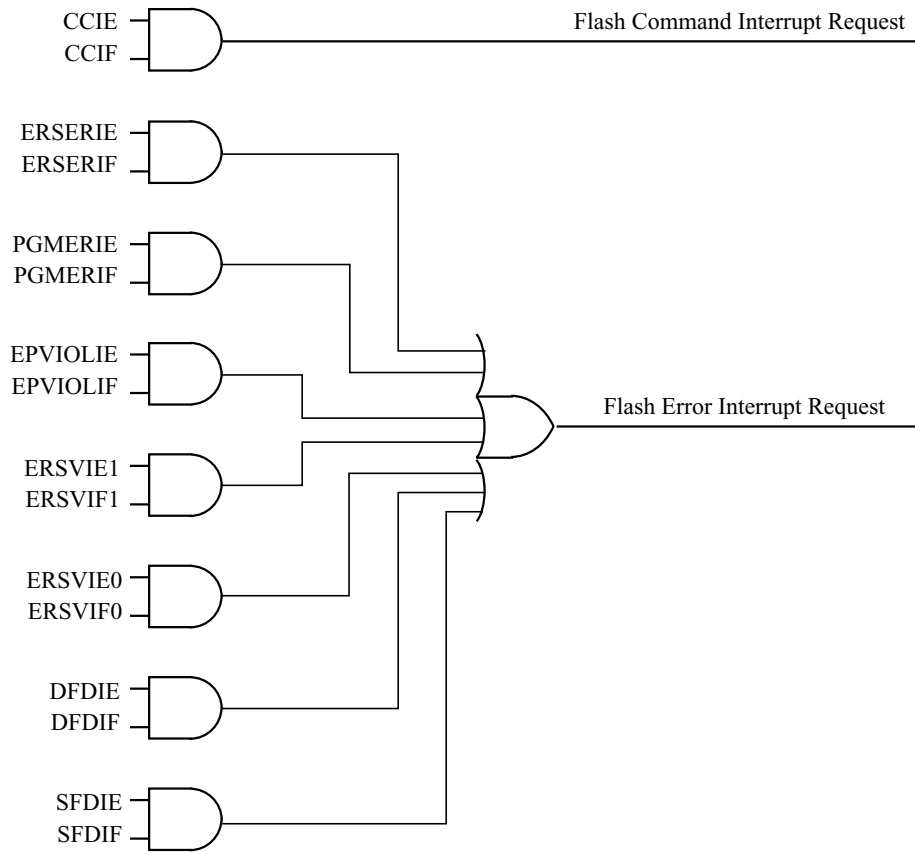 CCIE
CCIF
Flash Command Interrupt Request
ERSERIE
ERSERIF
PGMERIE
PGMERIF
EPVIOLIE
EPVIOLIF
Flash Error Interrupt Request
ERSVIE1
ERSVIF1
ERSVIE0
ERSVIF0
DFDIE
DFDIF
SFDIE
SFDIF